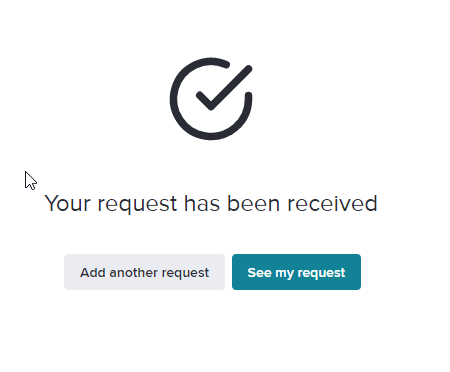 Your request has been received
Add another request
See my request